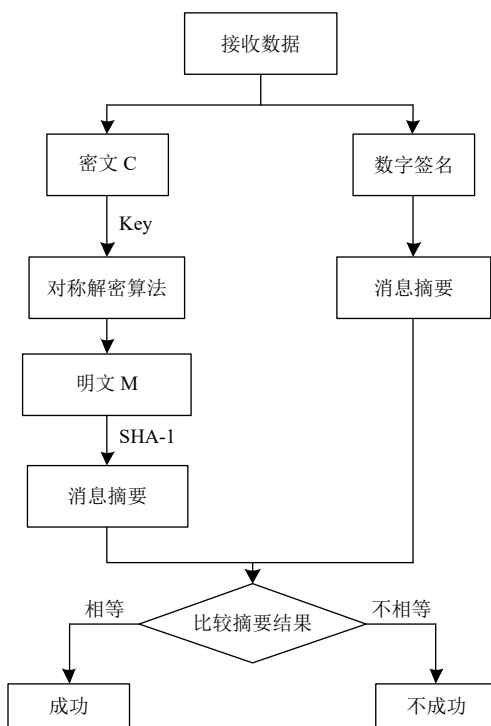 接收数据
密文 C
数字签名
Key
对称解密算法
消息摘要
明文 M
SHA-1
消息摘要
相等
比较摘要结果
不相等
成功
不成功